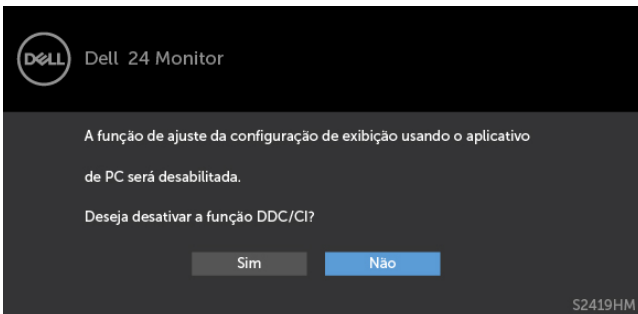 DELL
Dell 24 Monitor
A função de ajuste da configuração de exibição usando o aplicativo
de PC será desabilitada.
Deseja desativar a função DDC/CI?
Sim Não
S2419HM